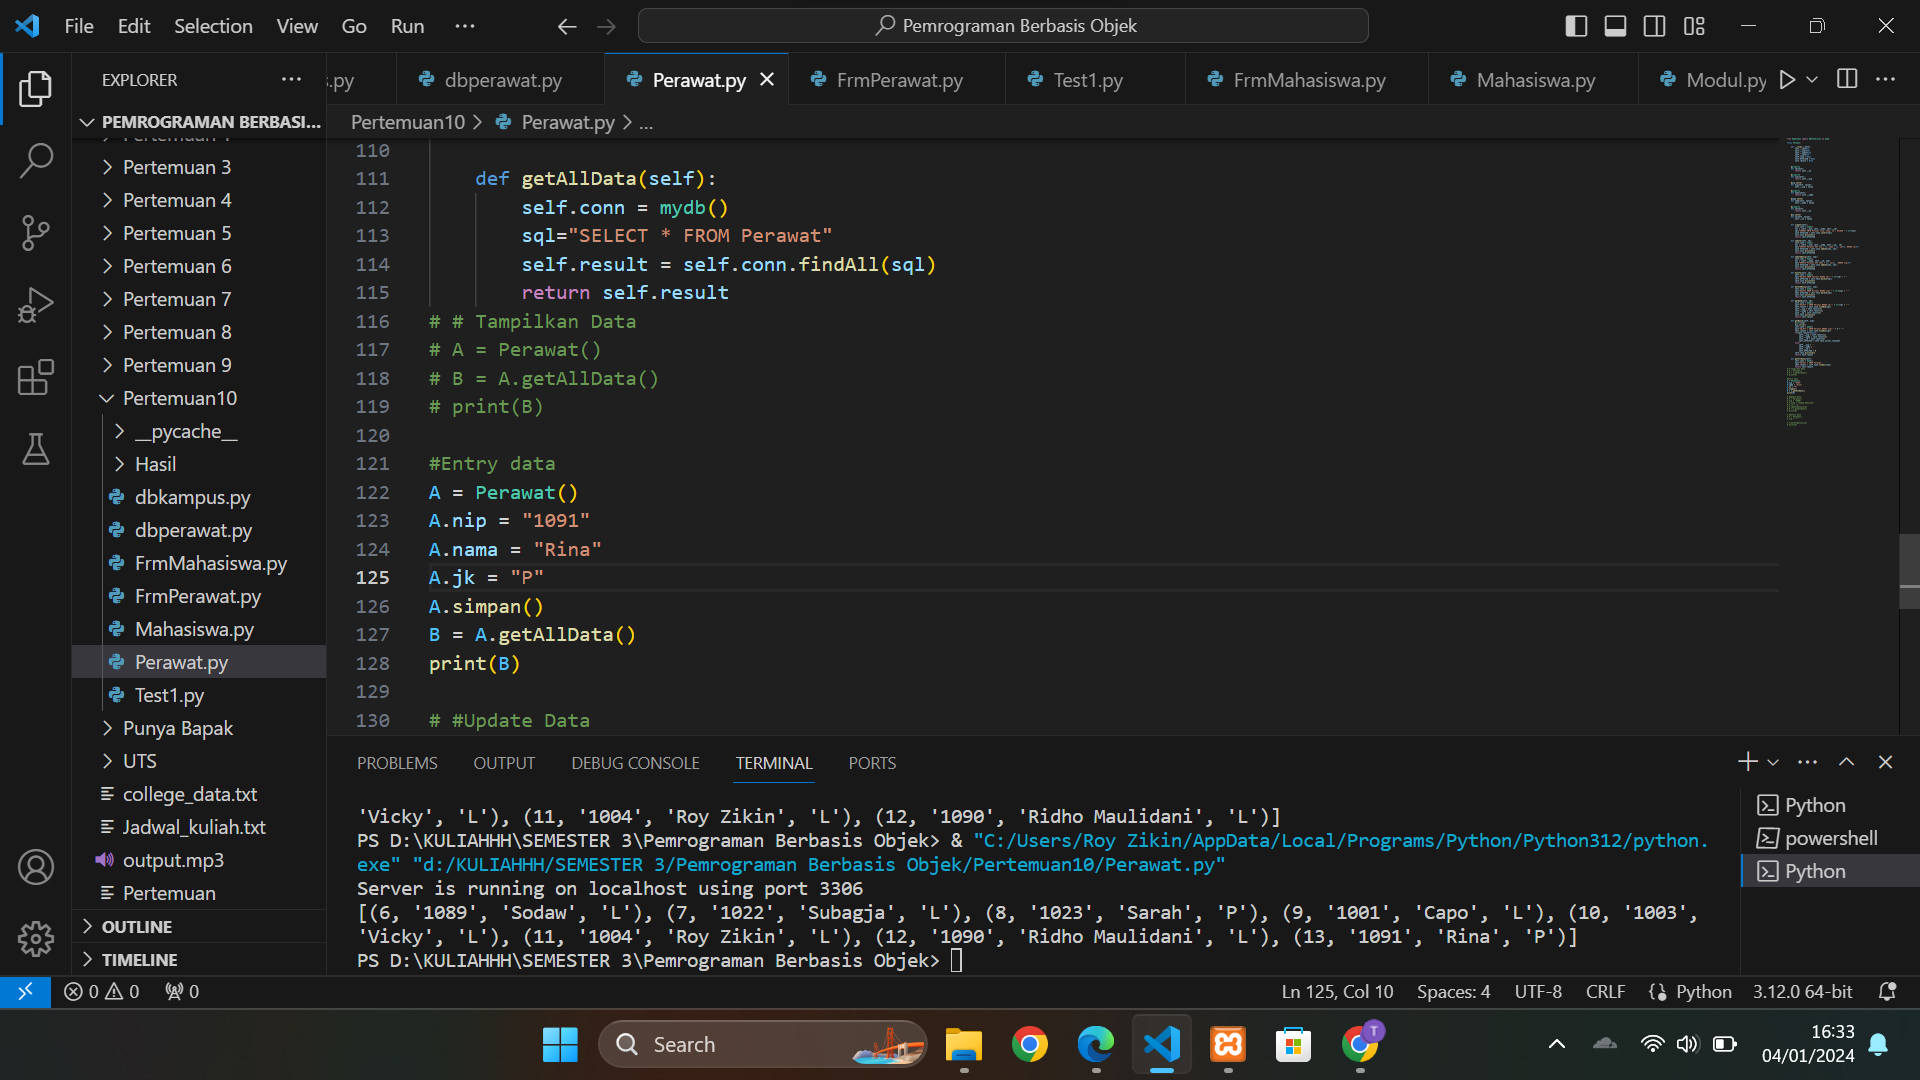 File Edit Selection View Go Run ...
Pemrograman Berbasis Objek
EXPLORER
s.py dbperawat.py Perawat.py FrmPerawat.py Test1.py FrmMahasiswa.py Mahasiswa.py Modul.py
PEMROGRAMAN BERBASI...
Pertemuan 3
Pertemuan 4
Pertemuan 5
Pertemuan 6
Pertemuan 7
Pertemuan 8
Pertemuan 9
Pertemuan10
__pycache__
Hasil
dbkampus.py
dbperawat.py
FrmMahasiswa.py
FrmPerawat.py
Mahasiswa.py
Perawat.py
Test1.py
Punya Bapak
UTS
college_data.txt
Jadwal_kuliah.txt
output.mp3
Pertemuan
OUTLINE
TIMELINE
Pertemuan10 > Perawat.py > ...
110
111 def getAllData(self):
112 self.conn = mydb()
113 sql="SELECT * FROM Perawat"
114 self.result = self.conn.findAll(sql)
115 return self.result
116 # # Tampilkan Data
117 # A = Perawat()
118 # B = A.getAllData()
119 # print(B)
120
121 #Entry data
122 A = Perawat()
123 A.nip = "1091"
124 A.nama = "Rina"
125 A.jk = "P"
126 A.simpan()
127 B = A.getAllData()
128 print(B)
129
130 # #Update Data
PROBLEMS OUTPUT DEBUG CONSOLE TERMINAL PORTS
'Vicky', 'L'), (11, '1004', 'Roy Zikin', 'L'), (12, '1090', 'Ridho Maulidani', 'L')]
PS D:\KULIAHHH\SEMESTER 3\Pemrograman Berbasis Objek> & "C:/Users/Roy Zikin/AppData/Local/Programs/Python/Python312/python.
exe" "d:/KULIAHHH/SEMESTER 3/Pemrograman Berbasis Objek/Pertemuan10/Perawat.py"
Server is running on localhost using port 3306
[(6, '1089', 'Sodaw', 'L'), (7, '1022', 'Subagja', 'L'), (8, '1023', 'Sarah', 'P'), (9, '1001', 'Capo', 'L'), (10, '1003',
'Vicky', 'L'), (11, '1004', 'Roy Zikin', 'L'), (12, '1090', 'Ridho Maulidani', 'L'), (13, '1091', 'Rina', 'P')]
PS D:\KULIAHHH\SEMESTER 3\Pemrograman Berbasis Objek>
Python
powershell
Python
0 0 0 Ln 125, Col 10 Spaces: 4 UTF-8 CRLF Python 3.12.0 64-bit
Search
T
16:33
04/01/2024